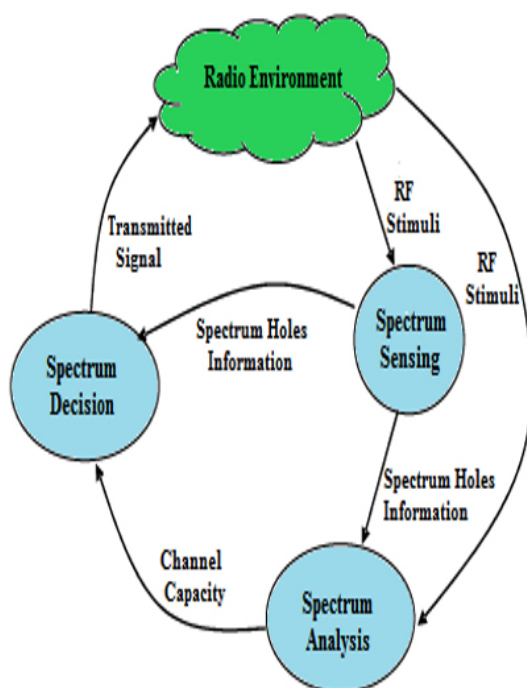 Radio Environment
RF
Stimuli
Transmitted
Signal
RF
Stimuli
Spectrum Holes
Information
Spectrum
Sensing
Spectrum
Decision
Spectrum Holes
Information
Channel
Capacity
Spectrum
Analysis